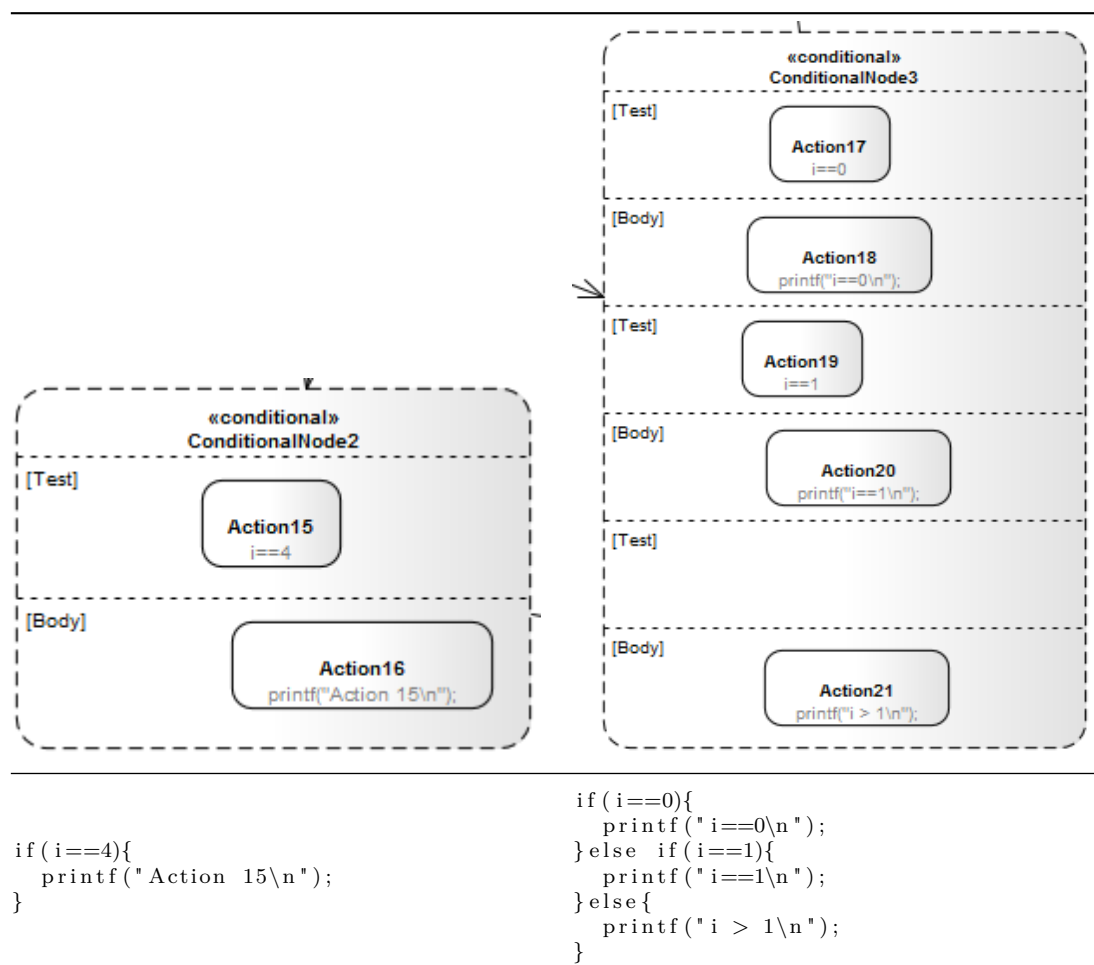 «conditional»
ConditionalNode2
[Test]
Action15
i==4
[Body]
Action16
printf("Action 15\n");
«conditional»
ConditionalNode3
[Test]
Action17
i==0
[Body]
Action18
printf("i==0\n");
[Test]
Action19
i==1
[Body]
Action20
printf("i==1\n");
[Test]
[Body]
Action21
printf("i > 1\n");
if(i==4){
  printf("Action 15\n");
}
if(i==0){
  printf("i==0\n");
}else if(i==1){
  printf("i==1\n");
}else{
  printf("i > 1\n");
}